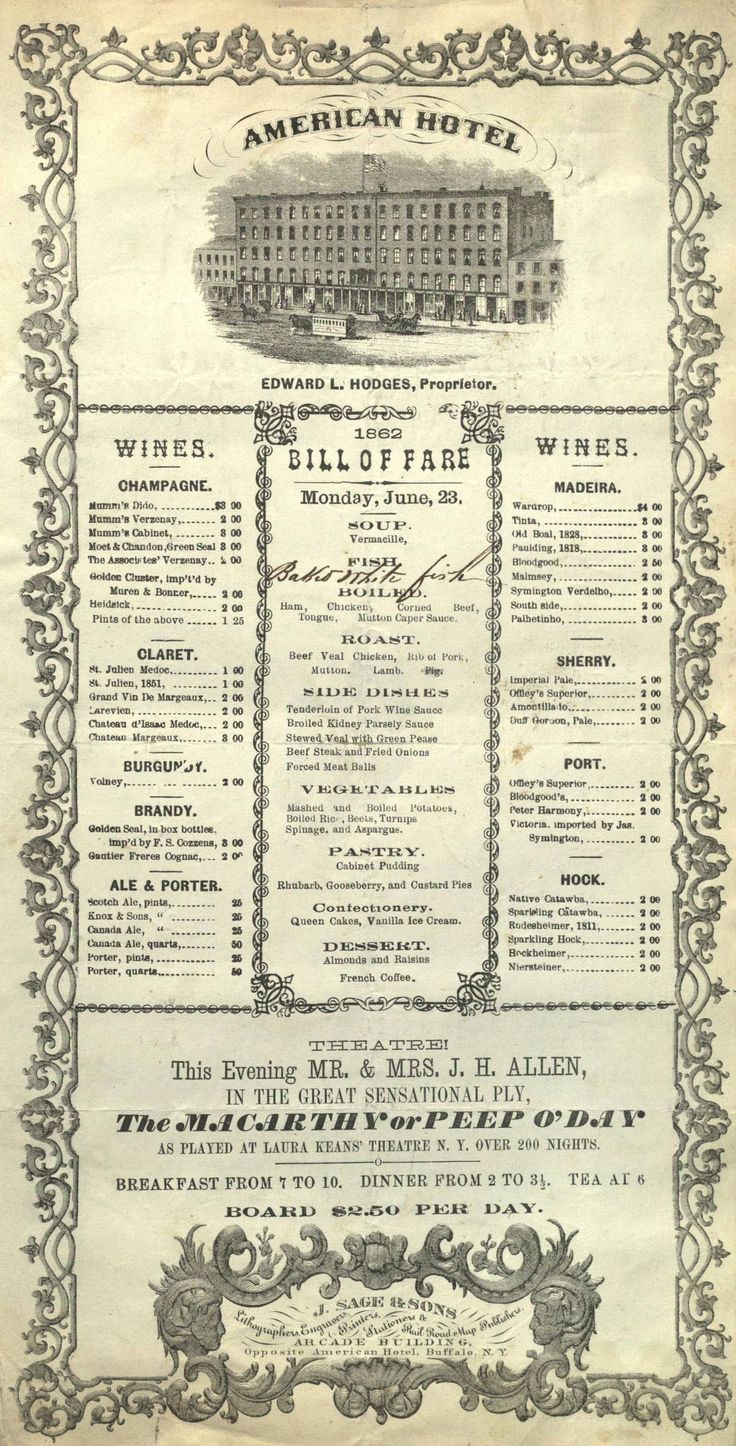 AMERICAN HOTEL
EDWARD L. HODGES, Proprietor.
WINES.
CHAMPAGNE.
Mumm's Dido, $3 00
Mumm's Verzenay, 2 00
Mumm's Cabinet, 3 00
Moet & Chandon, Green Seal 3 00
The Associates' Verzenay 2 00
Golden Cluster, imp't'd by
Muren & Bonner, 2 00
Heidsick, 2 00
Pints of the above 1 25
CLARET.
St. Julien Medoc, 1 00
St. Julien, 1851, 1 00
Grand Vin De Margeaux, 2 00
Larevien, 2 00
Chateau d'Isaac Medoc, 2 00
Chateau Margeaux, 3 00
BURGUNDY.
Volney, 2 00
BRANDY.
Golden Seal, in box bottles,
imp'd by F. S. Cozzens, 3 00
Gautier Freres Cognac, 2 00
ALE & PORTER.
Scotch Ale, pints, 25
Knox & Sons, " 25
Canada Ale, " 25
Canada Ale, quarts, 50
Porter, pints, 25
Porter, quarts, 50
1862
BILL OF FARE
Monday, June, 23.
SOUP.
Vermacille,
FISH
Baked White fish
BOILED.
Ham, Chicken, Corned Beef,
Tongue, Mutton Caper Sauce.
ROAST.
Beef Veal Chicken, Rib of Pork,
Mutton. Lamb. Pig.
SIDE DISHES
Tenderloin of Pork Wine Sauce
Broiled Kidney Parsely Sauce
Stewed Veal with Green Pease
Beef Steak and Fried Onions
Forced Meat Balls
VEGETABLES
Mashed and Boiled Potatoes,
Boiled Rice, Beets, Turnips
Spinage, and Aspargus.
PASTRY.
Cabinet Pudding
Rhubarb, Gooseberry, and Custard Pies
Confectionery.
Queen Cakes, Vanilla Ice Cream.
DESSERT.
Almonds and Raisins
French Coffee.
WINES.
MADEIRA.
Wardrop, $4 00
Tinta, 3 00
Old Boal, 1828, 3 00
Paulding, 1818, 3 00
Bloodgood, 2 50
Malmsey, 2 00
Symington Verdelho, 2 00
South side, 2 00
Palhetinho, 3 00
SHERRY.
Imperial Pale, 2 00
Offley's Superior, 2 00
Amontillato, 2 00
Duff Gordon, Pale, 2 00
PORT.
Offley's Superior, 2 00
Bloodgood's, 2 00
Peter Harmony, 2 00
Victoria, imported by Jas.
Symington, 2 00
HOCK.
Native Catawba, 2 00
Sparkling Catawba, 2 00
Rudesheimer, 1811, 2 00
Sparkling Hock, 2 00
Hockheimer, 2 00
Niersteiner, 2 00
THEATRE!
This Evening MR. & MRS. J. H. ALLEN,
IN THE GREAT SENSATIONAL PLY,
The MACARTHY or PEEP O'DAY
AS PLAYED AT LAURA KEANS' THEATRE N. Y. OVER 200 NIGHTS.
BREAKFAST FROM 7 TO 10. DINNER FROM 2 TO 3½. TEA AT 6
BOARD $2.50 PER DAY.
J. SAGE & SONS
Lithographers, Engravers, Printers, Stationers & Rail Road Map Publishers,
ARCADE BUILDING,
Opposite American Hotel, Buffalo, N. Y.